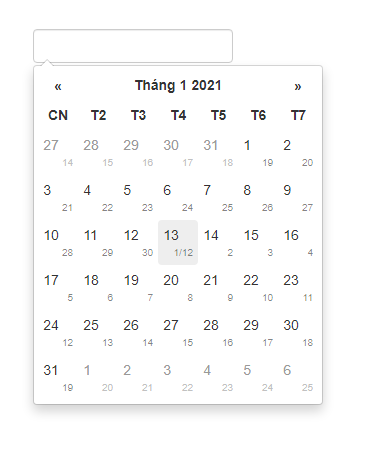 « Tháng 1 2021 »
CN T2 T3 T4 T5 T6 T7
27 28 29 30 31 1 2
14 15 16 17 18 19 20
3 4 5 6 7 8 9
21 22 23 24 25 26 27
10 11 12 13 14 15 16
28 29 30 1/12 2 3 4
17 18 19 20 21 22 23
5 6 7 8 9 10 11
24 25 26 27 28 29 30
12 13 14 15 16 17 18
31 1 2 3 4 5 6
19 20 21 22 23 24 25